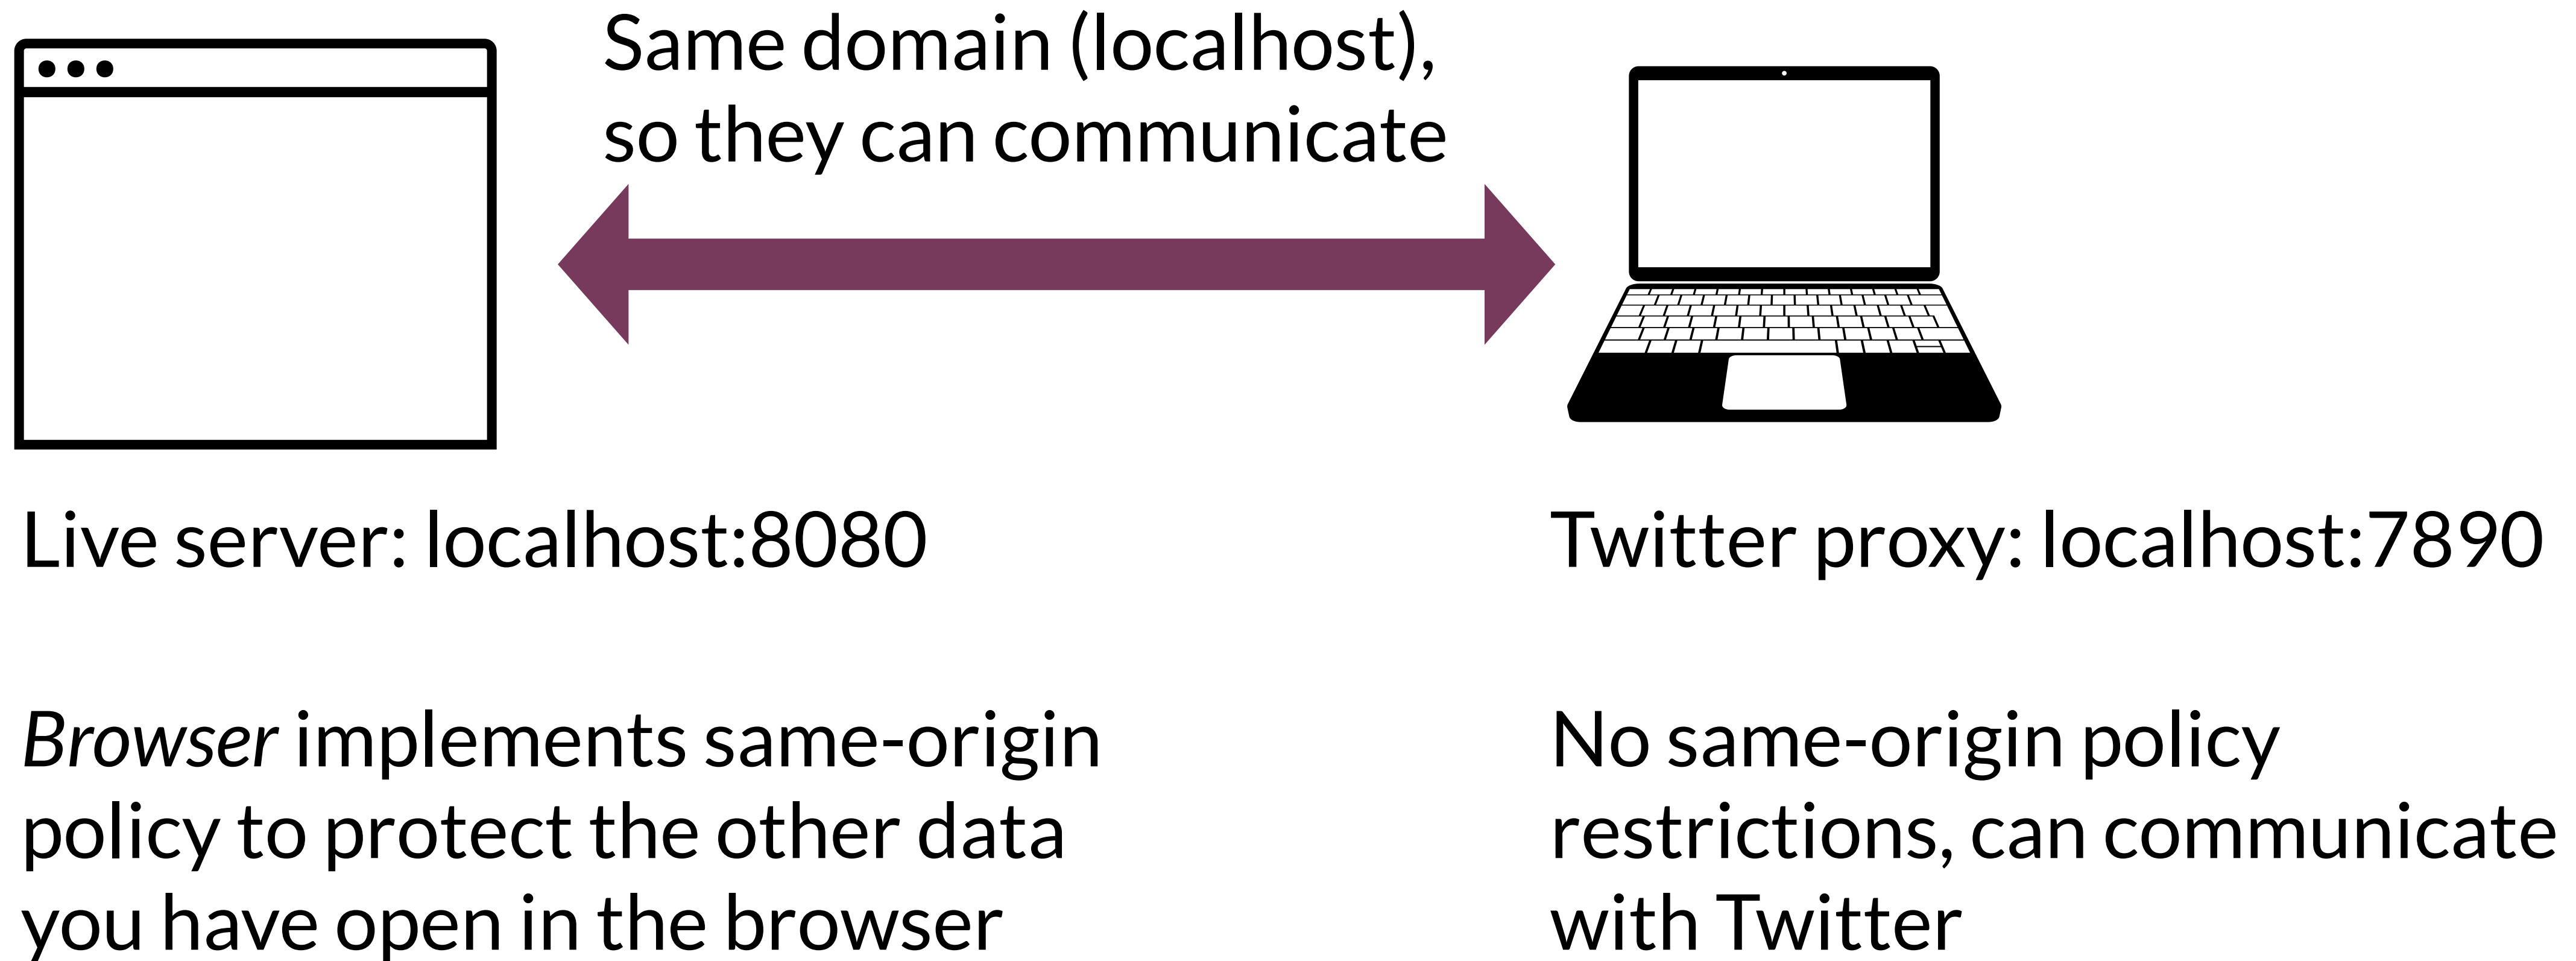 Same domain (localhost),
so they can communicate
Live server: localhost:8080
Twitter proxy: localhost:7890
Browser implements same-origin
policy to protect the other data
you have open in the browser
No same-origin policy
restrictions, can communicate
with Twitter